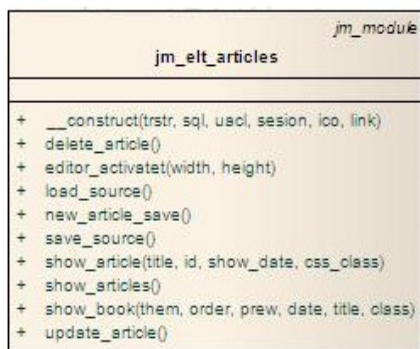 jm_module
jm_elt_articles
+ __construct(trstr, sql, uacl, sesion, ico, link)
+ delete_article()
+ editor_activatet(width, height)
+ load_source()
+ new_article_save()
+ save_source()
+ show_article(title, id, show_date, css_class)
+ show_articles()
+ show_book(them, order, prew, date, title, class)
+ update_article()